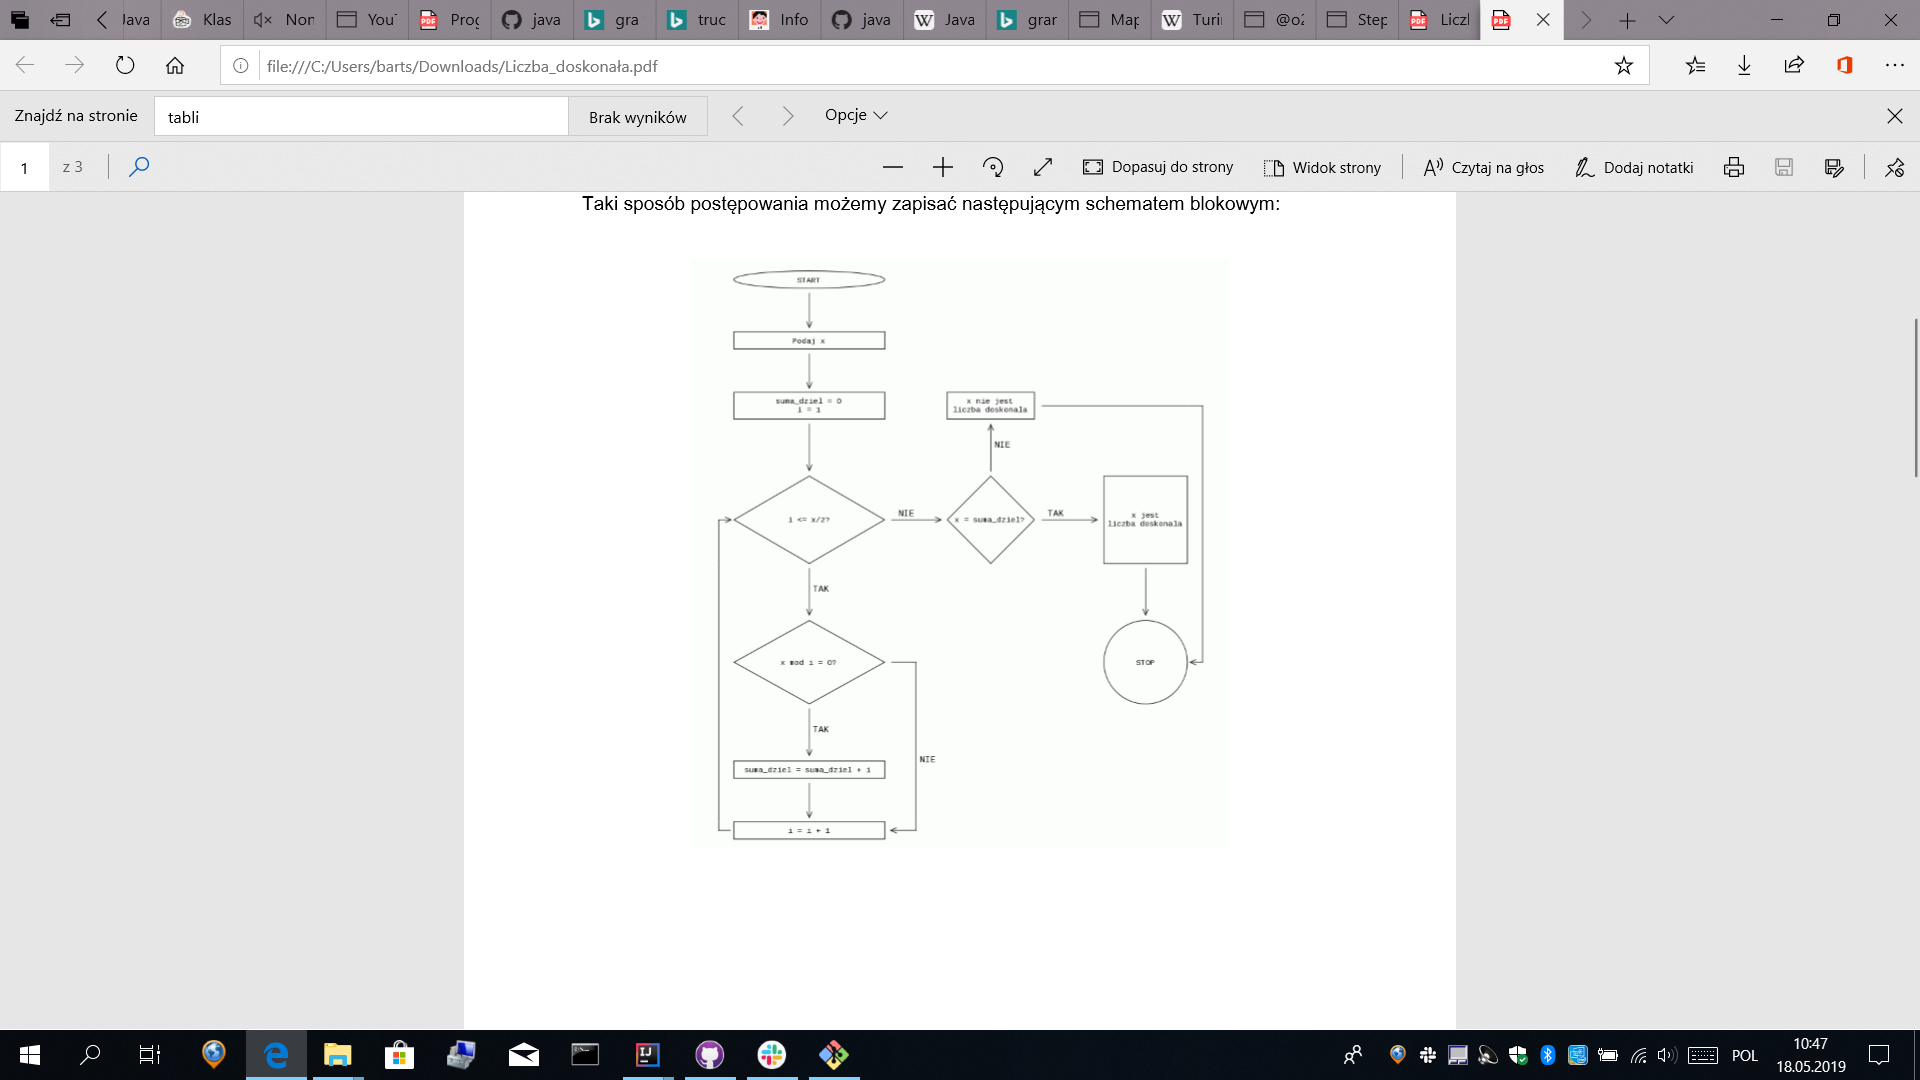 Java
Klas
Non
You
Prog
java
gra
truc
Info
java
Java
gran
Map
Turi
@o2
Step
Liczb
file:///C:/Users/barts/Downloads/Liczba_doskonała.pdf
Znajdź na stronie
tabli
Brak wyników
Opcje
1
z 3
Dopasuj do strony
Widok strony
Czytaj na głos
Dodaj notatki
Taki sposób postępowania możemy zapisać następującym schematem blokowym:
START
Podaj x
suma_dziel = 0
i = 1
x nie jest
liczba doskonala
NIE
i <= x/2?
NIE
x = suma_dziel?
TAK
x jest
liczba doskonala
TAK
x mod i = 0?
STOP
TAK
NIE
suma_dziel = suma_dziel + i
i = i + 1
POL
10:47
18.05.2019